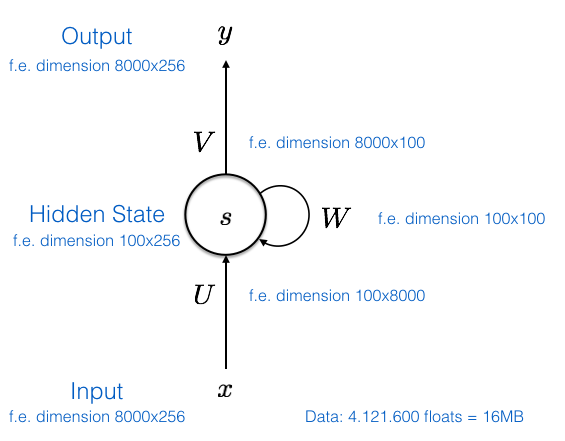 Output
y
f.e. dimension 8000x256
V
f.e. dimension 8000x100
Hidden State
f.e. dimension 100x256
s
W
f.e. dimension 100x100
U
f.e. dimension 100x8000
Input
x
f.e. dimension 8000x256
Data: 4.121.600 floats = 16MB